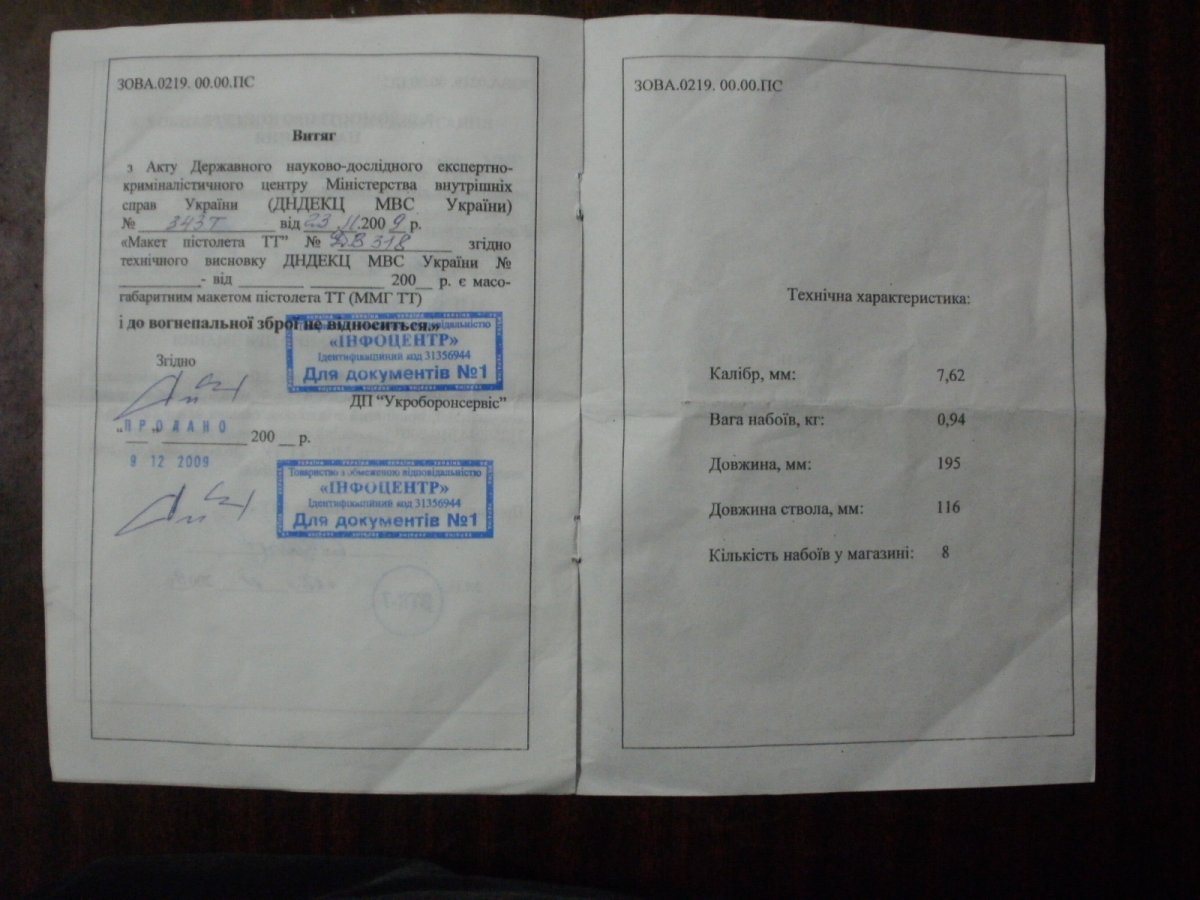 ЗОВА.0219. 00.00.ПС
Витяг
з Акту Державного науково-дослідного експертно-
криміналістичного центру Міністерства внутрішніх
справ України (ДНДЕКЦ МВС України)
№ 343Т від 23.11.2009 р.
«Макет пістолета ТТ” № ДВ318 згідно
технічного висновку ДНДЕКЦ МВС України №
- від 200 р. є масо-
габаритним макетом пістолета ТТ (ММГ ТТ)
і до вогнепальної зброї не відноситься.»
Товариство з обмеженою відповідальністю
«ІНФОЦЕНТР»
Ідентифікаційний код 31356944
Для документів №1
Згідно
ДП “Укроборонсервіс”
ПРОДАНО
“ ” 200 р.
9 12 2009
Товариство з обмеженою відповідальністю
«ІНФОЦЕНТР»
Ідентифікаційний код 31356944
Для документів №1
ЗОВА.0219. 00.00.ПС
Технічна характеристика:
Калібр, мм: 7,62
Вага набоїв, кг: 0,94
Довжина, мм: 195
Довжина ствола, мм: 116
Кількість набоїв у магазині: 8